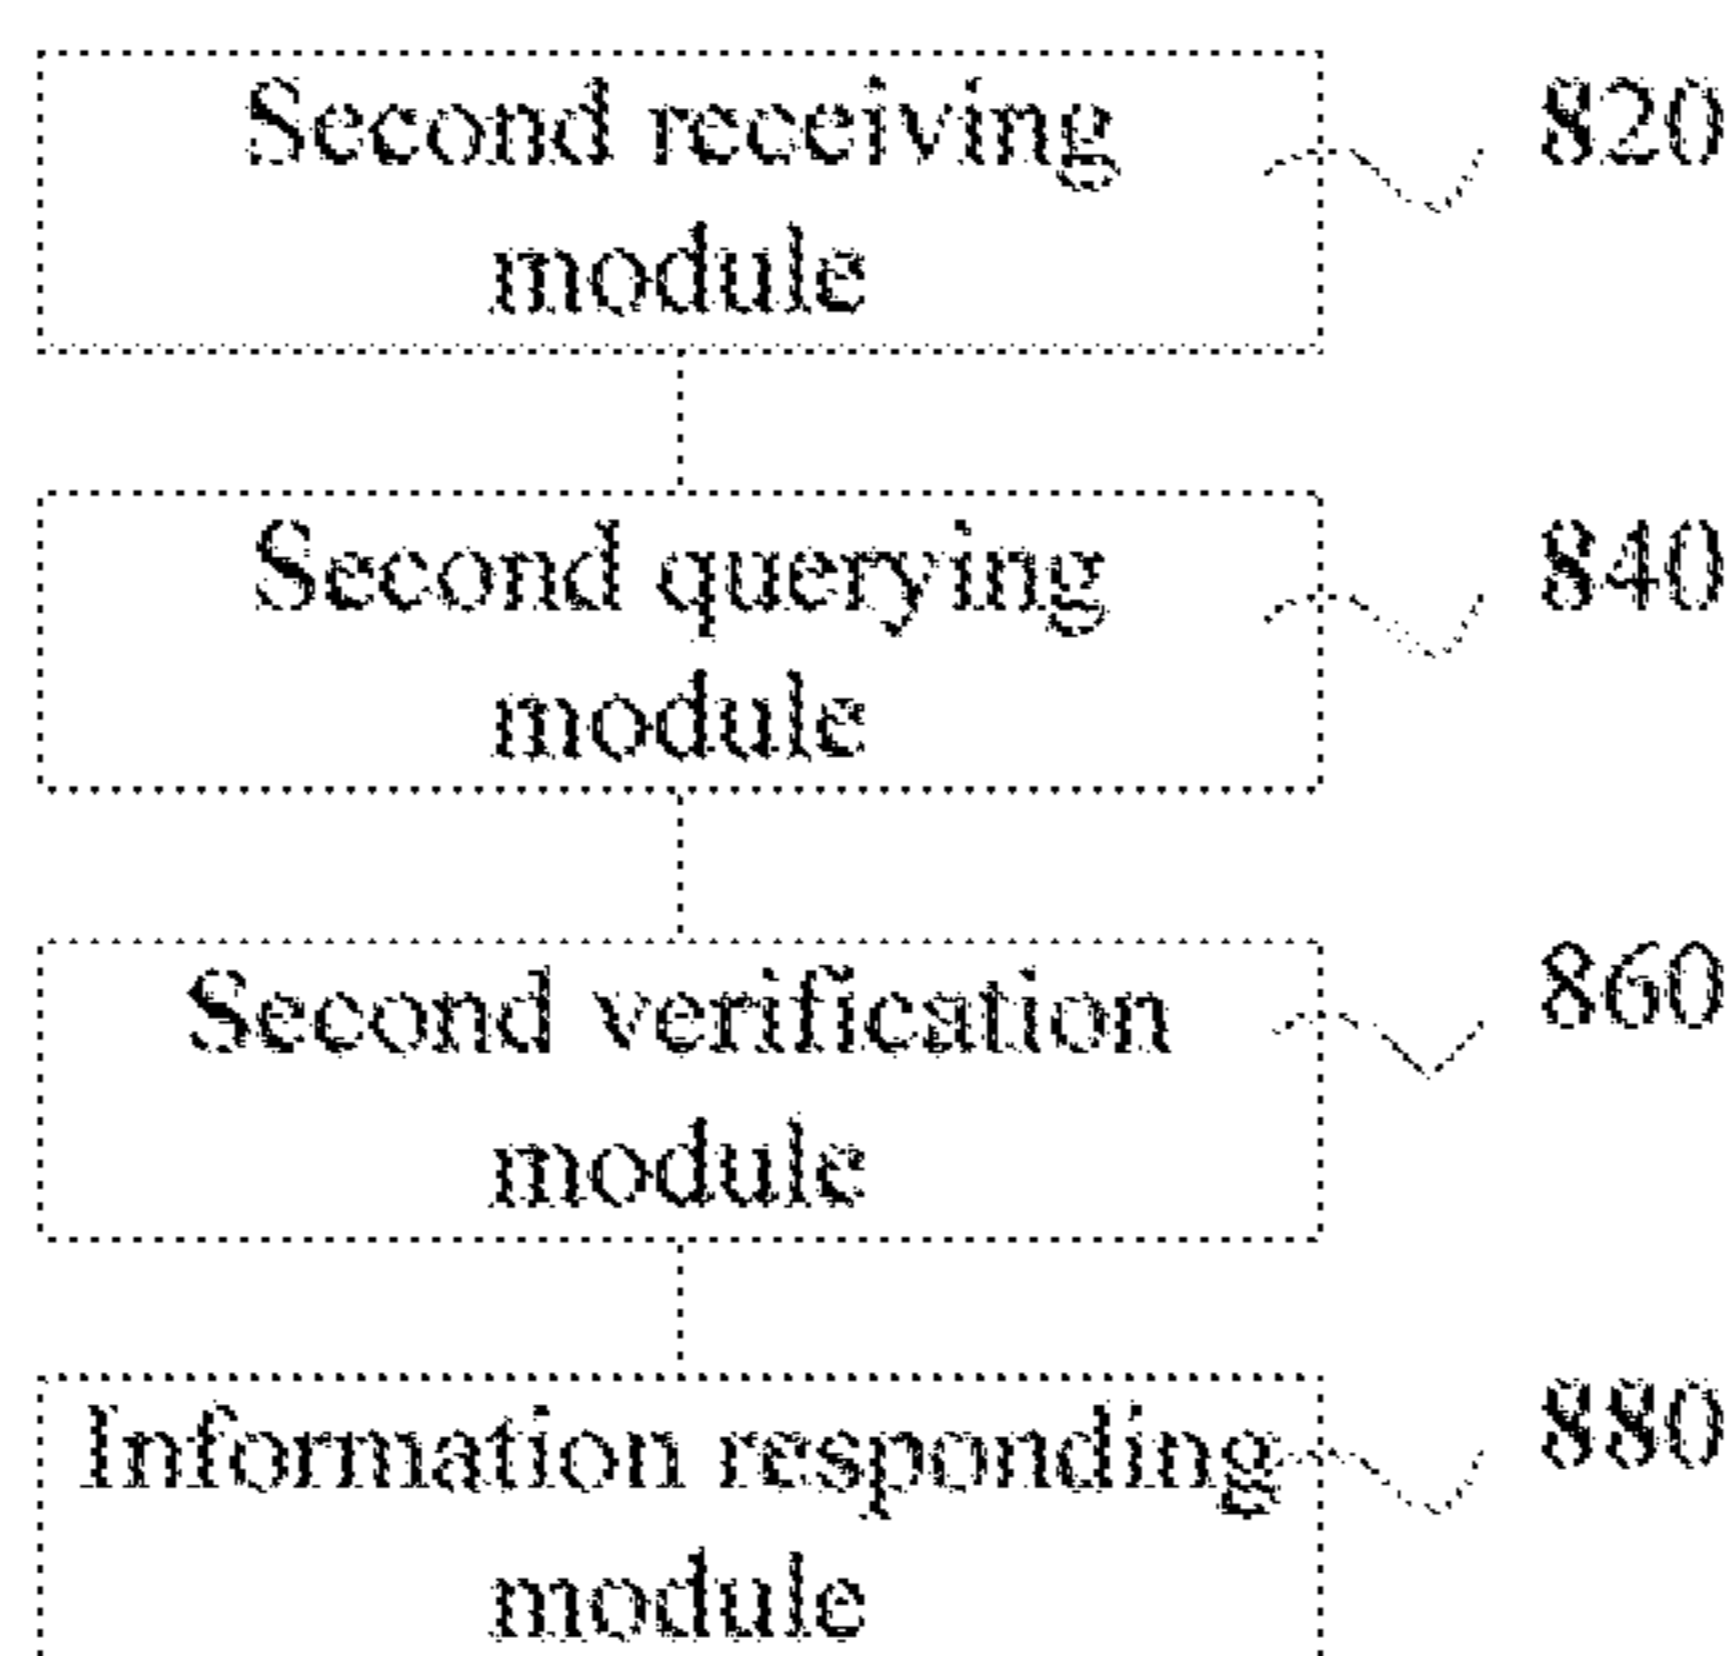 Second receiving
module
820
Second querying
module
840
Second verification
module
860
Information responding
module
880